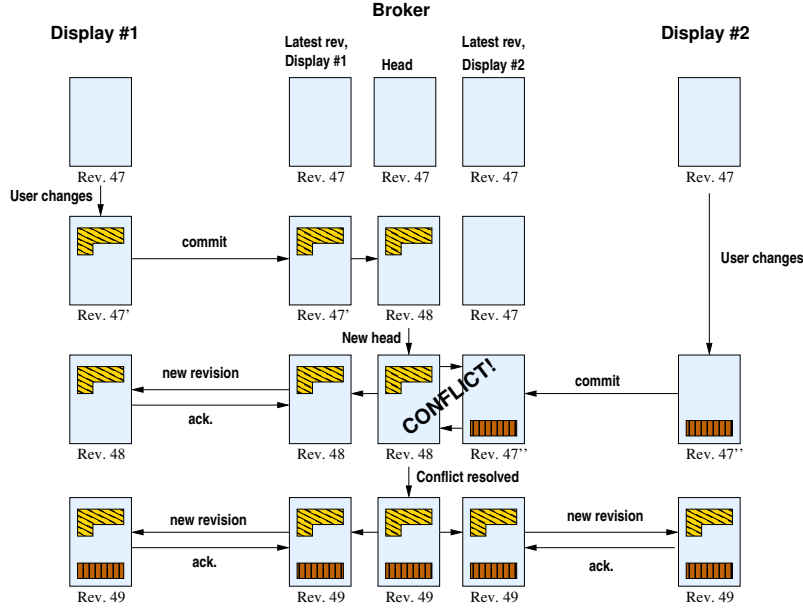 Broker
Display #1
Display #2
Latest rev,
Display #1
Head
Latest rev,
Display #2
Rev. 47
Rev. 47
Rev. 47
Rev. 47
Rev. 47
User changes
commit
User changes
Rev. 47'
Rev. 47'
Rev. 48
Rev. 47
New head
new revision
ack.
CONFLICT!
commit
Rev. 48
Rev. 48
Rev. 48
Rev. 47''
Rev. 47''
Conflict resolved
new revision
ack.
new revision
ack.
Rev. 49
Rev. 49
Rev. 49
Rev. 49
Rev. 49